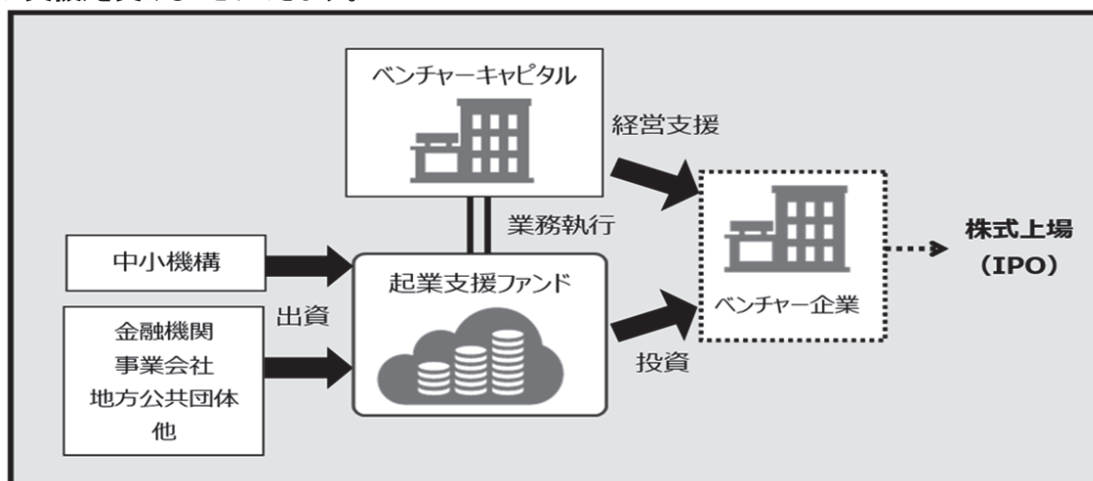 ベンチャーキャピタル
経営支援
業務執行
中小機構
出資
金融機関
事業会社
地方公共団体
他
起業支援ファンド
投資
ベンチャー企業
株式上場
（IPO）